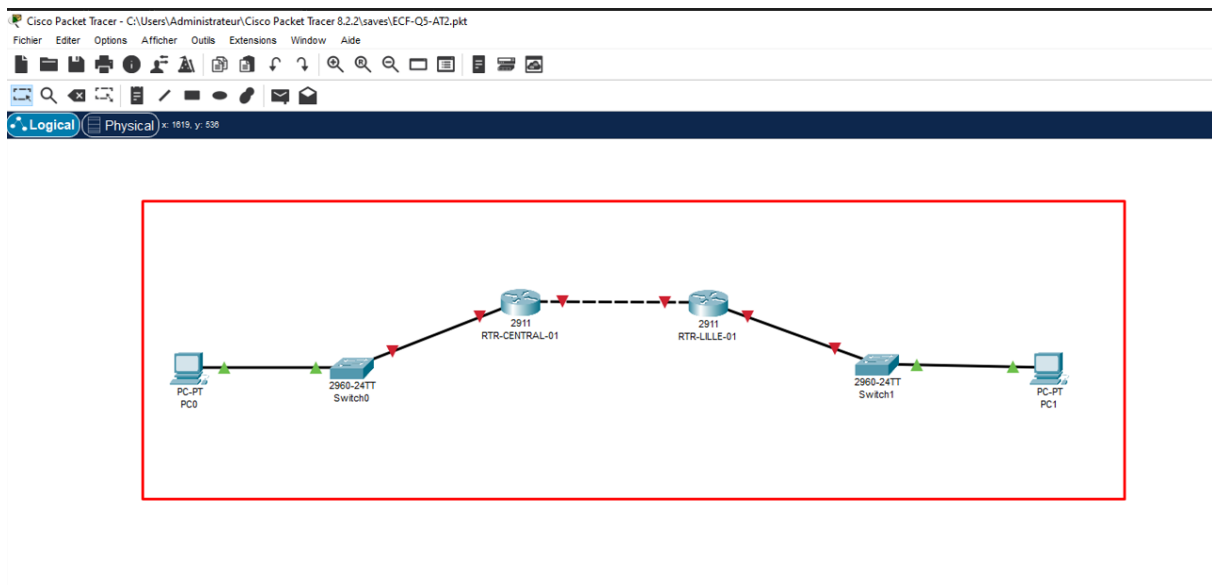 Cisco Packet Tracer - C:\Users\Administrateur\Cisco Packet Tracer 8.2.2\saves\ECF-Q5-AT2.pkt
Fichier Editer Options Afficher Outils Extensions Window Aide
Logical Physical x: 1619, y: 536
2911
RTR-CENTRAL-01
2911
RTR-LILLE-01
PC-PT
PC0
2960-24TT
Switch0
2960-24TT
Switch1
PC-PT
PC1